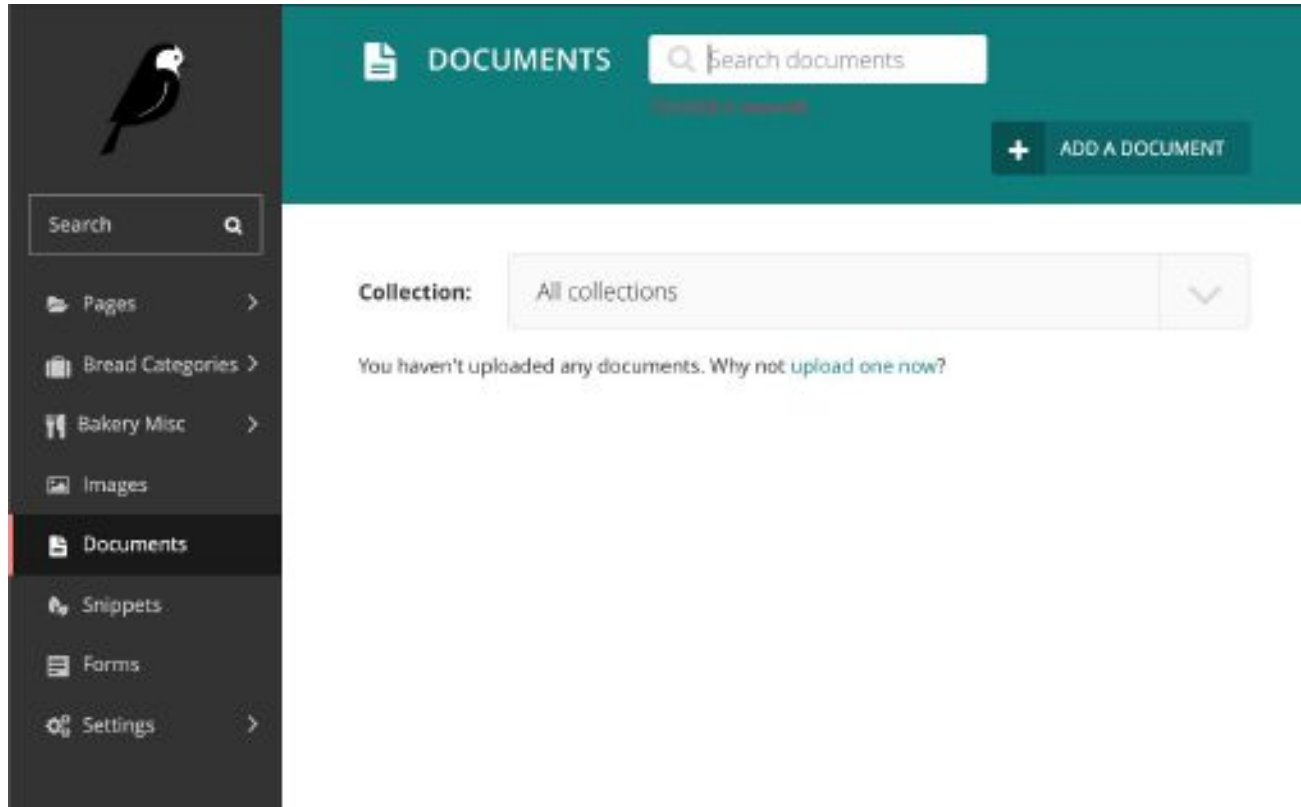 DOCUMENTS
Search documents
ADD A DOCUMENT
Search
Pages
Bread Categories
Bakery Misc
Images
Documents
Snippets
Forms
Settings
Collection:
All collections
You haven't uploaded any documents. Why not upload one now?